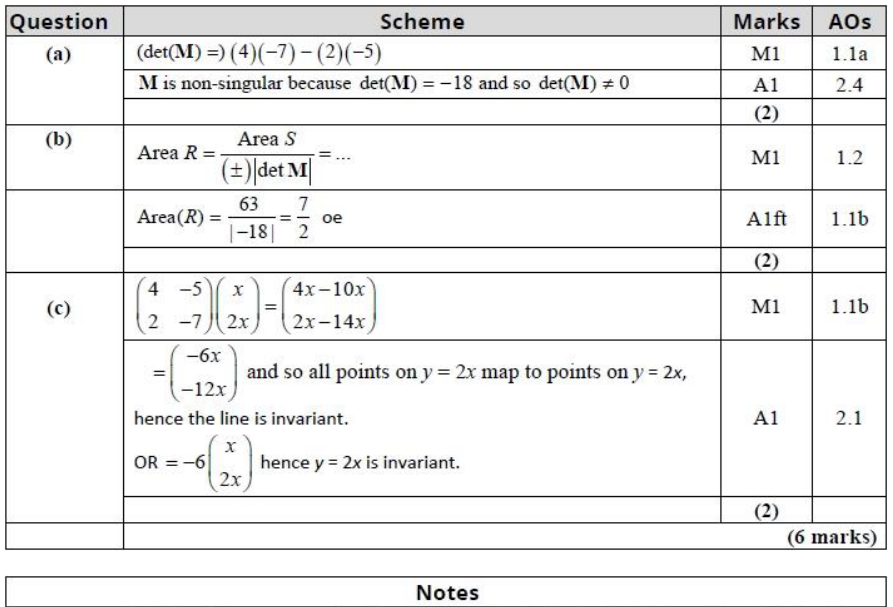 Question Scheme Marks AOs
(a) (det(M) =) (4)(−7) − (2)(−5) M1 1.1a
M is non-singular because det(M) = −18 and so det(M) ≠ 0 A1 2.4
(2)
(b) Area R = Area S / (±)|det M| = ... M1 1.2
Area(R) = 63 / |−18| = 7/2 oe A1ft 1.1b
(2)
(c) (4 −5; 2 −7)(x; 2x) = (4x−10x; 2x−14x) M1 1.1b
= (−6x; −12x) and so all points on y = 2x map to points on y = 2x,
hence the line is invariant. A1 2.1
OR = −6(x; 2x) hence y = 2x is invariant.
(2)
(6 marks)
Notes